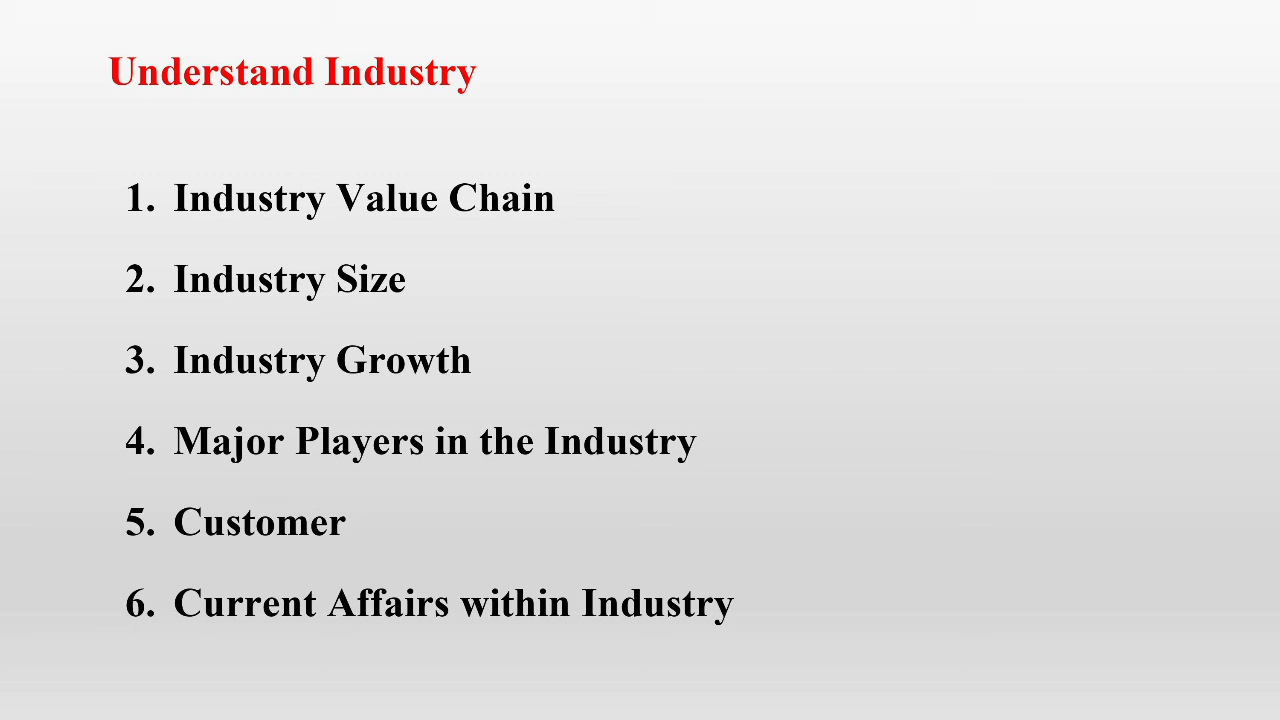 Understand Industry
1. Industry Value Chain
2. Industry Size
3. Industry Growth
4. Major Players in the Industry
5. Customer
6. Current Affairs within Industry